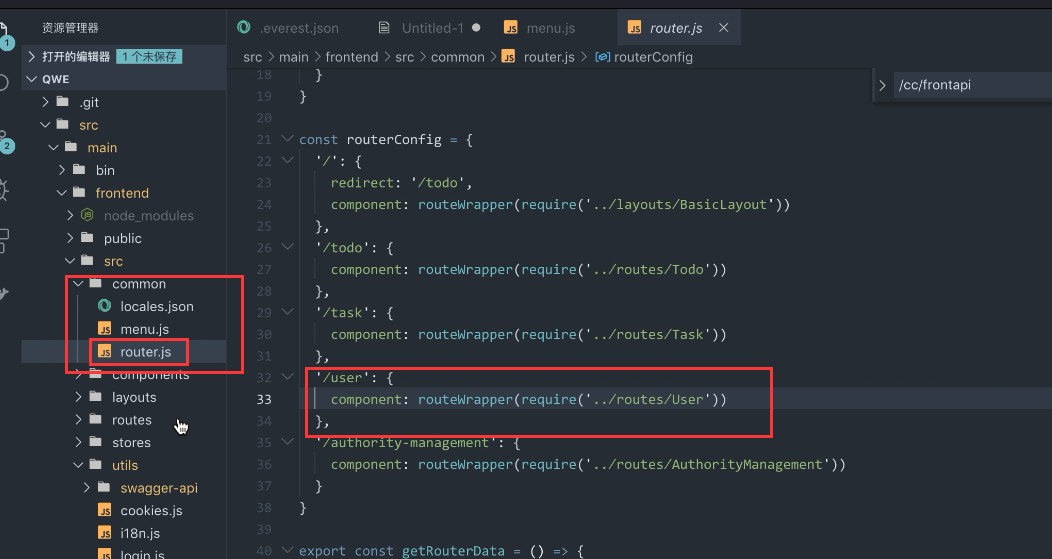 资源管理器
.everest.json
Untitled-1
menu.js
router.js
1
打开的编辑器
1 个未保存
src > main > frontend > src > common > router.js > routerConfig
QWE
/cc/frontapi
.git
src
main
2
bin
frontend
node_modules
public
src
common
locales.json
menu.js
router.js
components
layouts
routes
stores
utils
swagger-api
cookies.js
i18n.js
login.js
18 }
19 }
20
21 const routerConfig = {
22 '/': {
23 redirect: '/todo',
24 component: routeWrapper(require('../layouts/BasicLayout'))
25 },
26 '/todo': {
27 component: routeWrapper(require('../routes/Todo'))
28 },
29 '/task': {
30 component: routeWrapper(require('../routes/Task'))
31 },
32 '/user': {
33 component: routeWrapper(require('../routes/User'))
34 },
35 '/authority-management': {
36 component: routeWrapper(require('../routes/AuthorityManagement'))
37 }
38 }
39
40 export const getRouterData = () => {